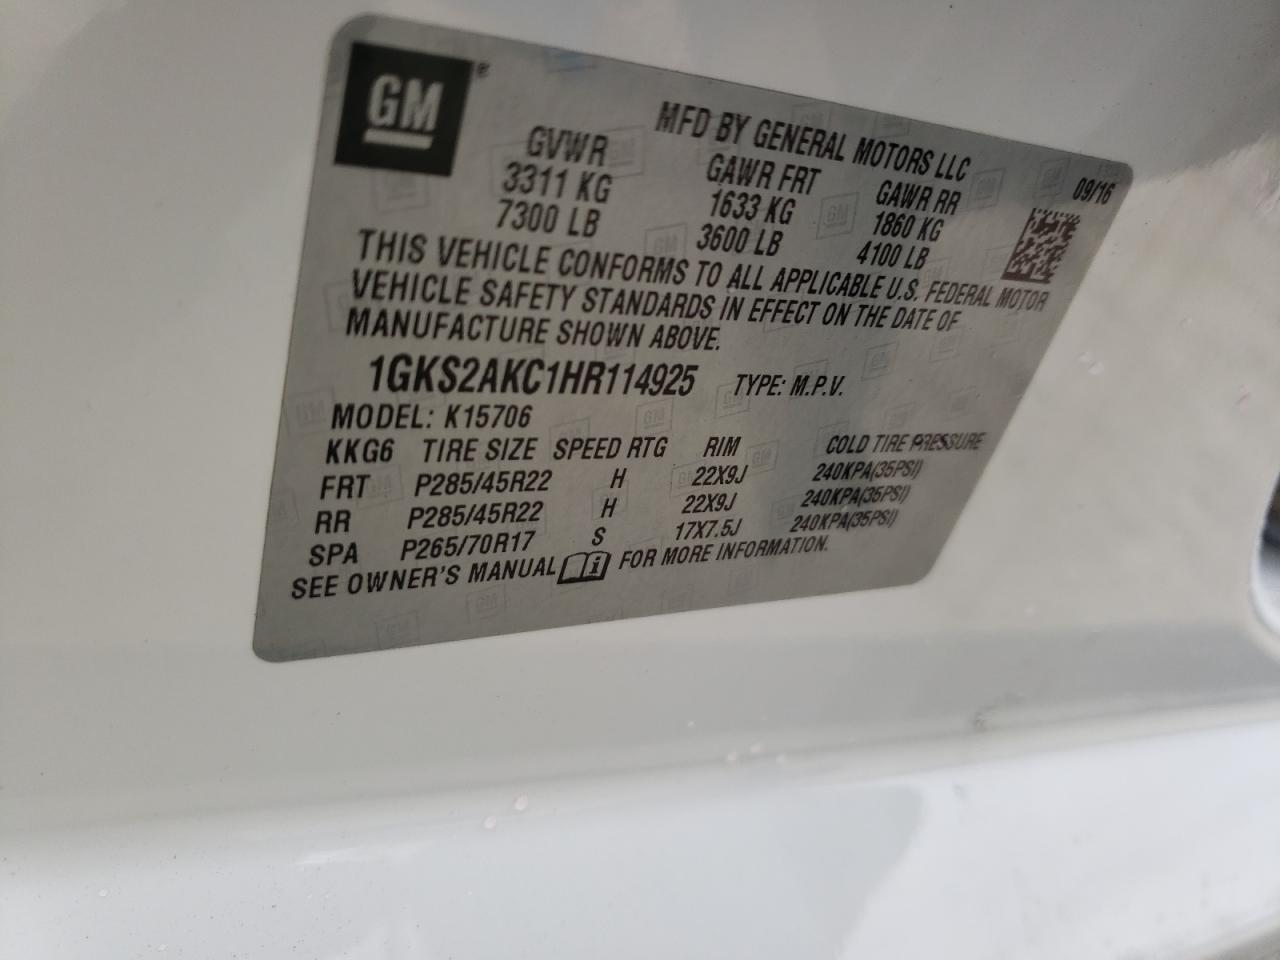 GM ®
MFD BY GENERAL MOTORS LLC
09/16
GVWR GAWR FRT GAWR RR
3311 KG 1633 KG 1860 KG
7300 LB 3600 LB 4100 LB
THIS VEHICLE CONFORMS TO ALL APPLICABLE U.S. FEDERAL MOTOR
VEHICLE SAFETY STANDARDS IN EFFECT ON THE DATE OF
MANUFACTURE SHOWN ABOVE.
1GKS2AKC1HR114925 TYPE: M.P.V.
MODEL: K15706
KKG6 TIRE SIZE SPEED RTG RIM COLD TIRE PRESSURE
FRT P285/45R22 H 22X9J 240KPA(35PSI)
RR P285/45R22 H 22X9J 240KPA(35PSI)
SPA P265/70R17 S 17X7.5J 240KPA(35PSI)
SEE OWNER'S MANUAL i FOR MORE INFORMATION.